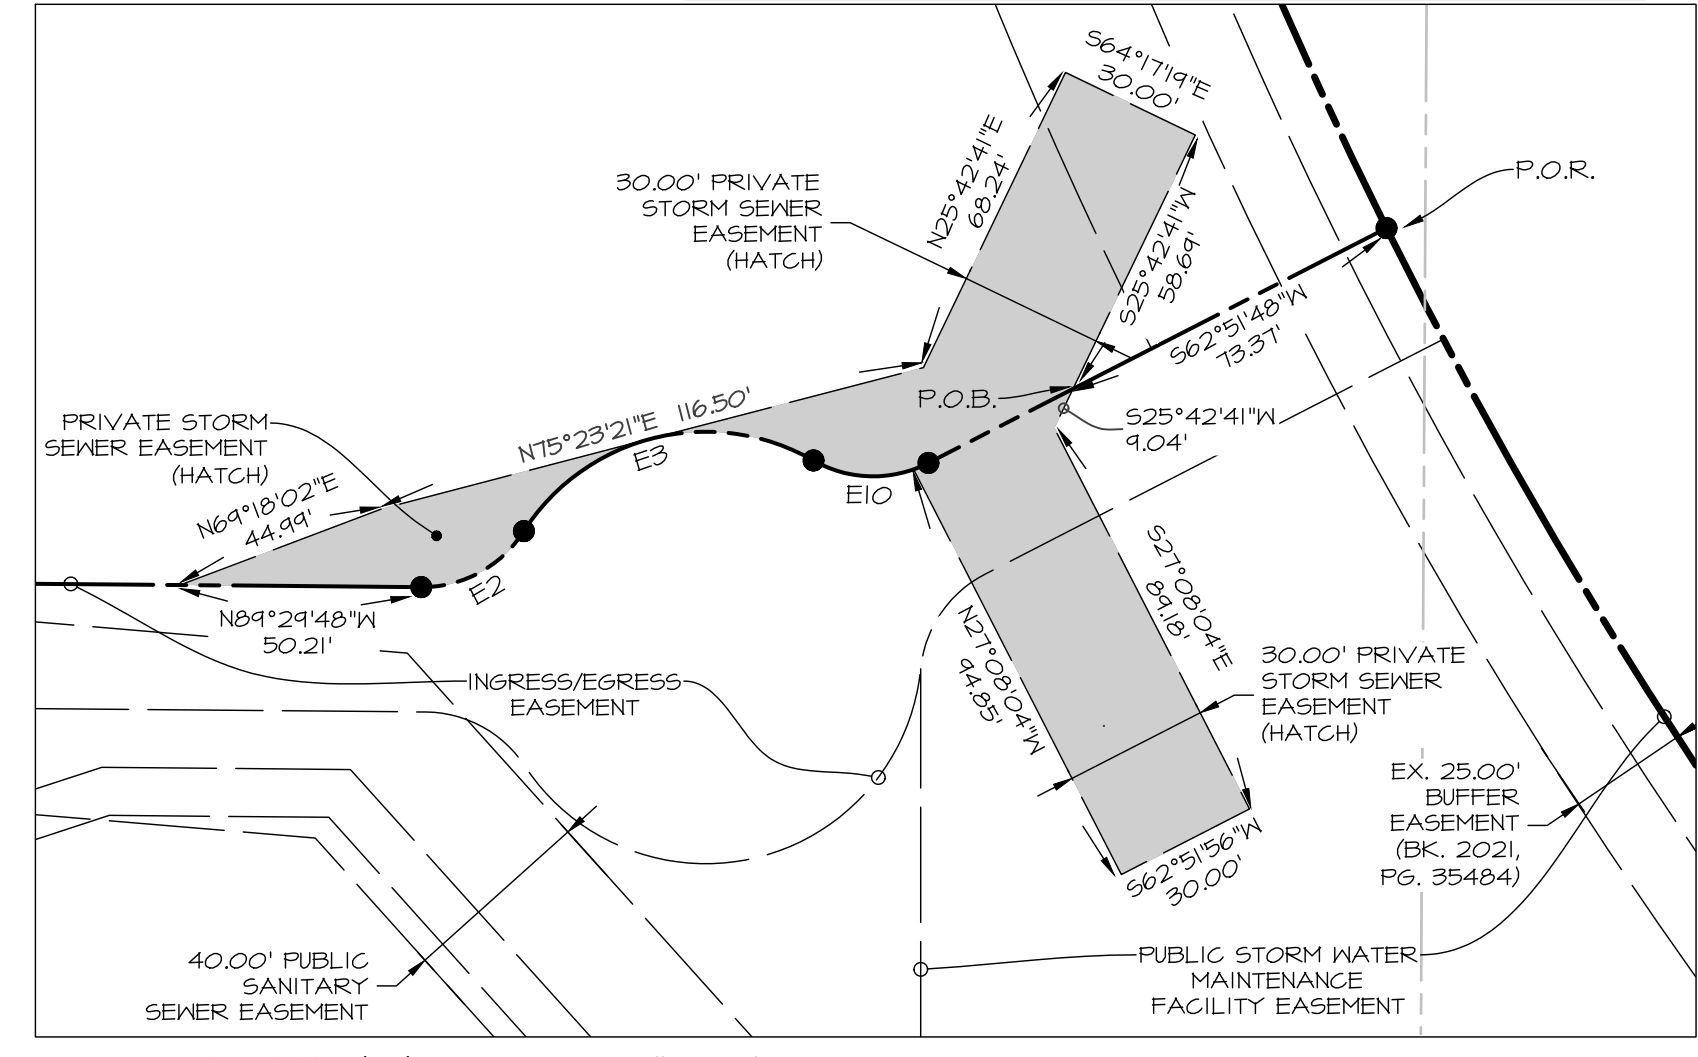 S64°17'19"E
30.00'
N25°42'41"E
68.24'
30.00' PRIVATE
STORM SEWER
EASEMENT
(HATCH)
P.O.R.
S25°42'41"W
58.69'
S62°51'48"W
73.37'
P.O.B.
S25°42'41"W
9.04'
PRIVATE STORM
SEWER EASEMENT
(HATCH)
N75°23'21"E 116.50'
E3
E10
N69°18'02"E
44.99'
E2
N89°29'48"W
50.21'
S27°08'04"E
89.18'
N27°08'04"W
94.85'
INGRESS/EGRESS
EASEMENT
30.00' PRIVATE
STORM SEWER
EASEMENT
(HATCH)
EX. 25.00'
BUFFER
EASEMENT
(BK. 2021,
PG. 35484)
S62°51'56"W
30.00'
40.00' PUBLIC
SANITARY
SEWER EASEMENT
PUBLIC STORM WATER
MAINTENANCE
FACILITY EASEMENT